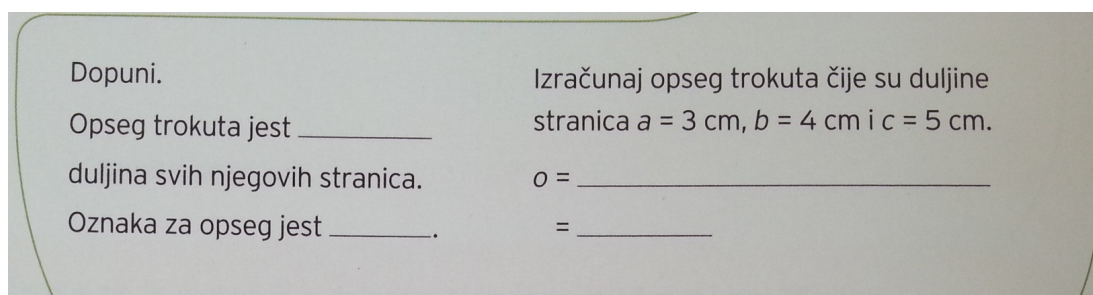 Dopuni.
Opseg trokuta jest __________
duljina svih njegovih stranica.
Oznaka za opseg jest ________.
Izračunaj opseg trokuta čije su duljine
stranica a = 3 cm, b = 4 cm i c = 5 cm.
o = ______________________________
= __________